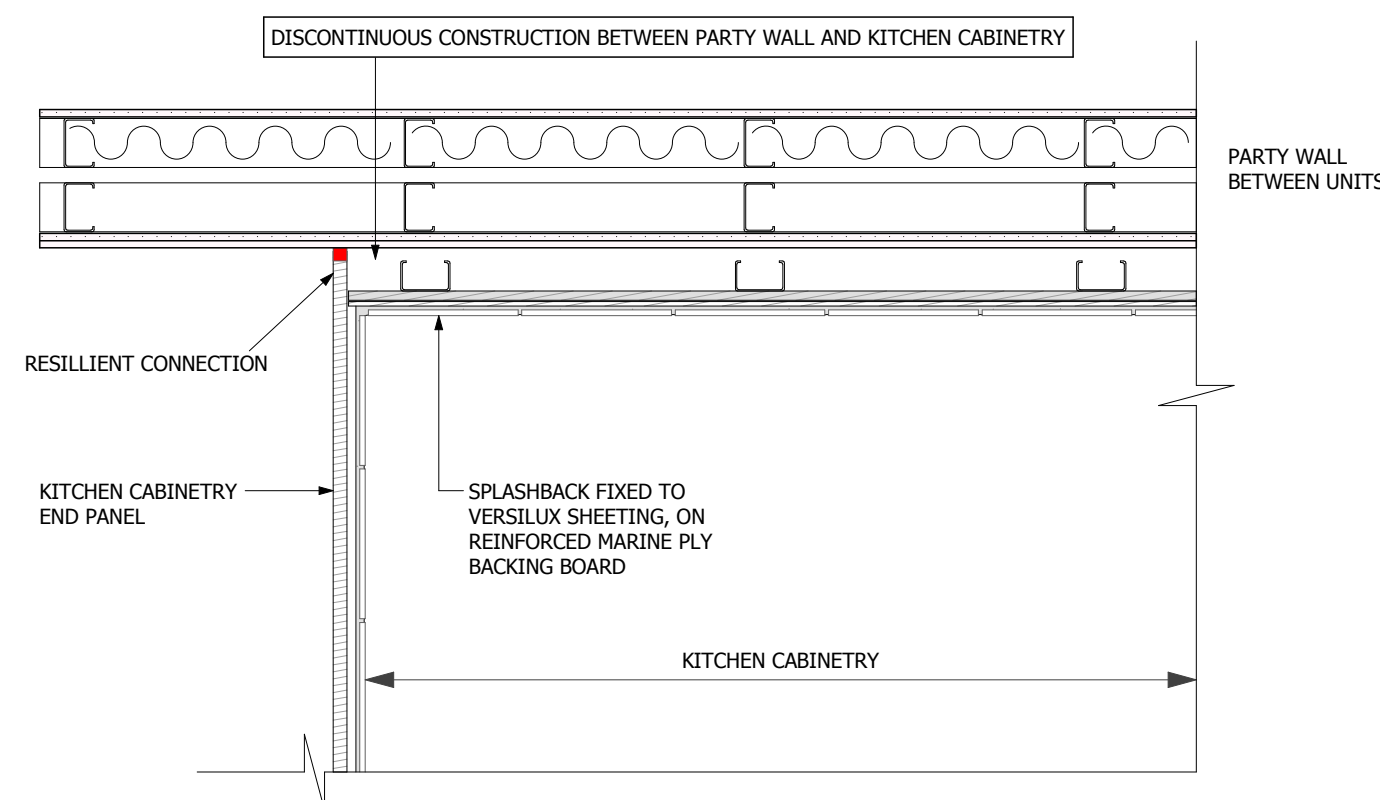 DISCONTINUOUS CONSTRUCTION BETWEEN PARTY WALL AND KITCHEN CABINETRY
PARTY WALL
BETWEEN UNITS
RESILLIENT CONNECTION
KITCHEN CABINETRY
END PANEL
SPLASHBACK FIXED TO
VERSILUX SHEETING, ON
REINFORCED MARINE PLY
BACKING BOARD
KITCHEN CABINETRY